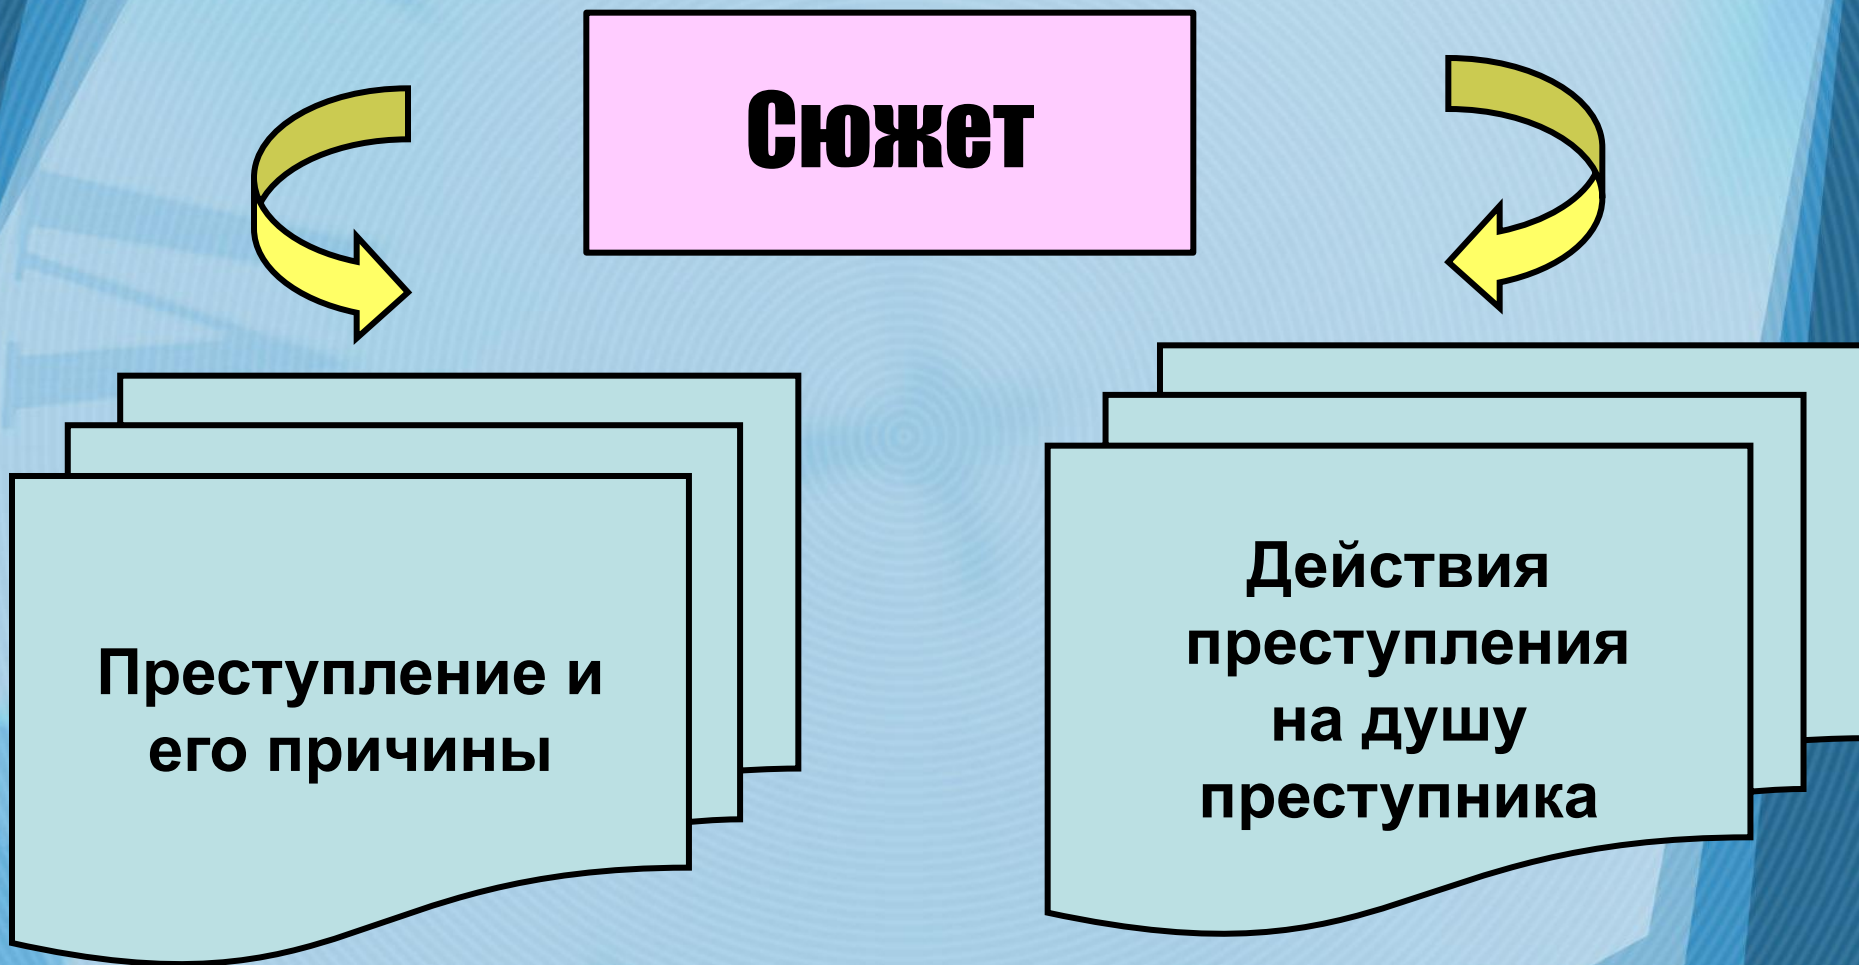 Сюжет
Преступление и
его причины
Действия
преступления
на душу
преступника